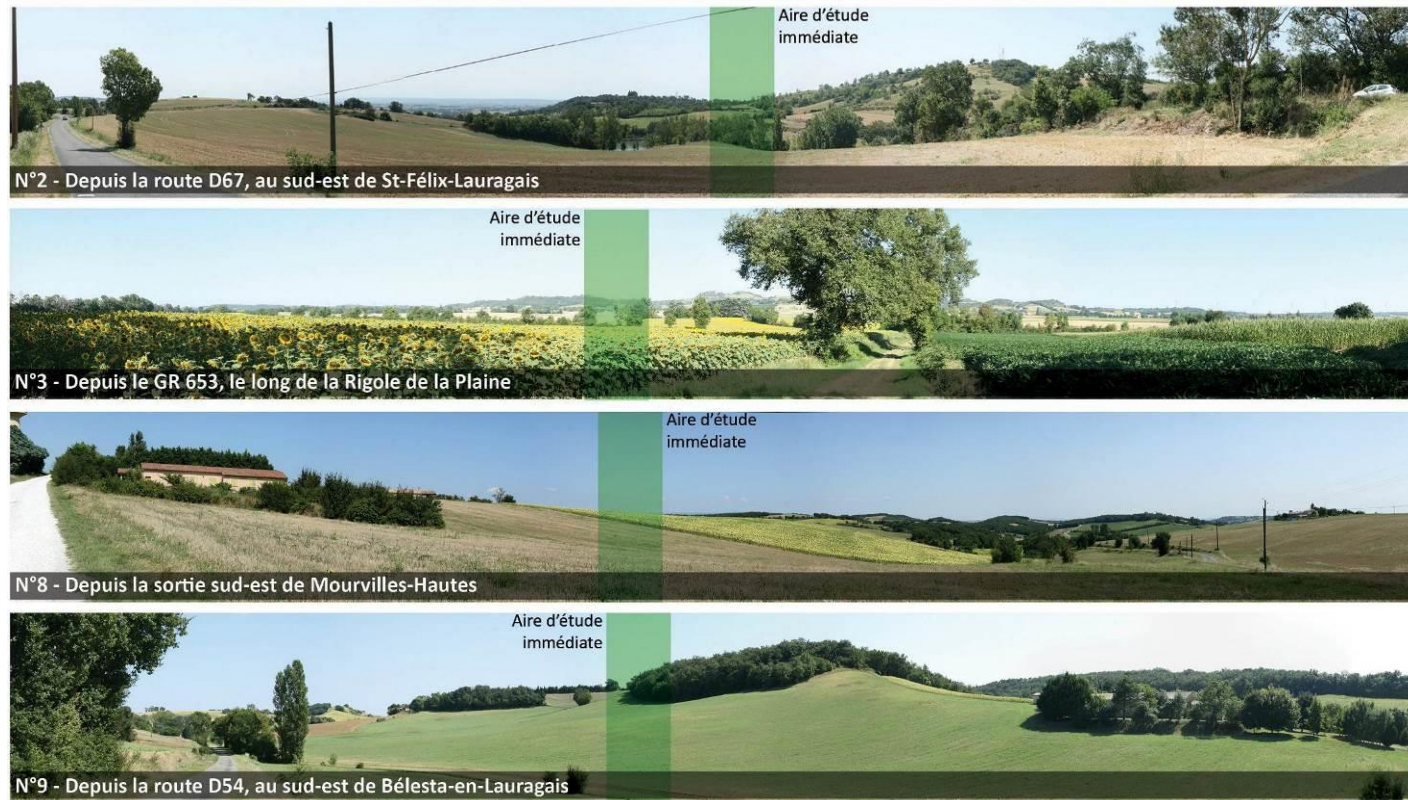 Aire d'étude
immédiate
N°2 - Depuis la route D67, au sud-est de St-Félix-Lauragais
Aire d'étude
immédiate
N°3 - Depuis le GR 653, le long de la Rigole de la Plaine
Aire d'étude
immédiate
N°8 - Depuis la sortie sud-est de Mourvilles-Hautes
Aire d'étude
immédiate
N°9 - Depuis la route D54, au sud-est de Bélesta-en-Lauragais